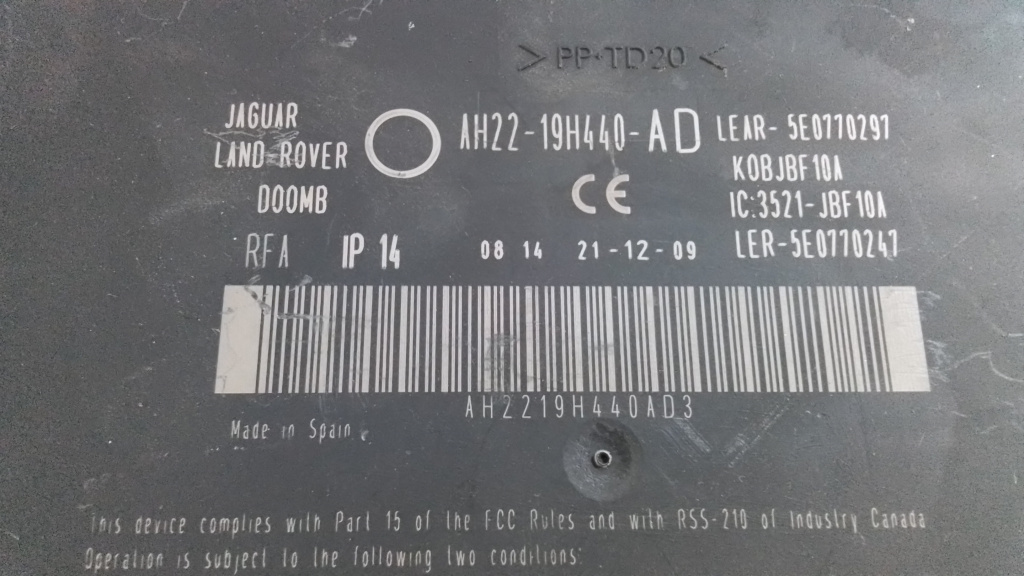 > PP-TD20 <
JAGUAR
LAND ROVER
DOOMB
AH22-19H440-AD
LEAR- 5E0770297
KOBJBF10A
CE
IC:3521-JBF10A
RFA IP 14 08 14 21-12-09 LER-5E0770247
AH2219H440AD3
Made in Spain
This device complies with Part 15 of the FCC Rules and with RSS-210 of Industry Canada
Operation is subject to the following two conditions: